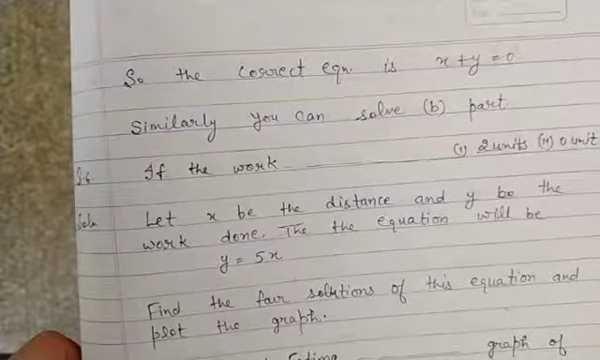 So the correct eqn. is x+y=0
Similarly you can solve (b) part
Q.6. If the work (i) 2units (ii) 0 unit
Soln Let x be the distance and y be the
work done. The the equation will be
y = 5x
Find the four solutions of this equation and
plot the graph.
graph of